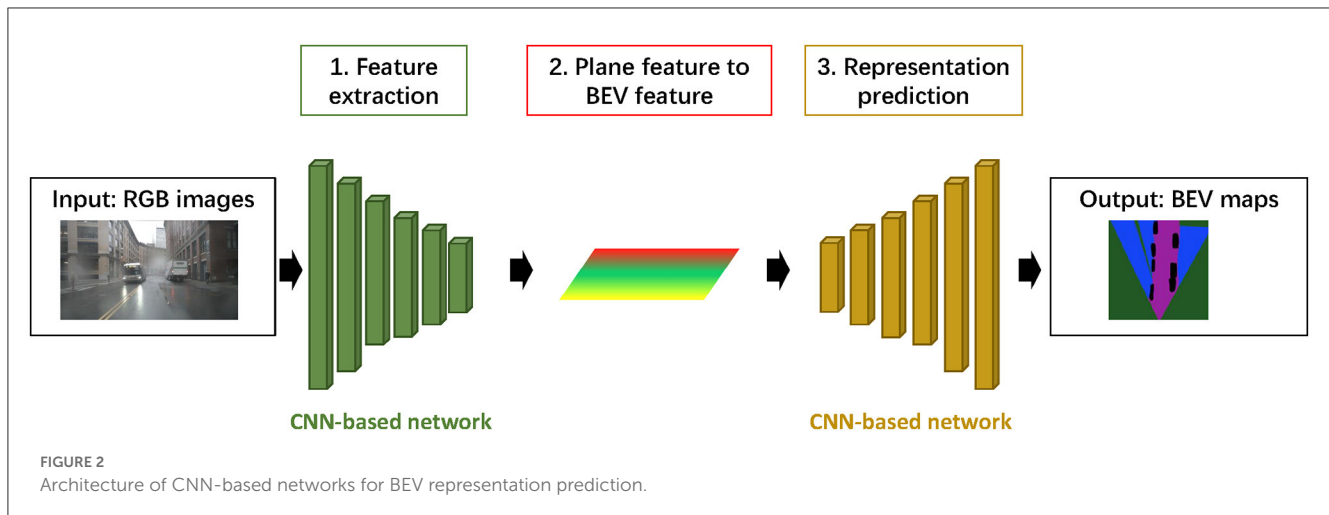 1. Feature
extraction
2. Plane feature to
BEV feature
3. Representation
prediction
Input: RGB images
Output: BEV maps
CNN-based network
CNN-based network
FIGURE 2
Architecture of CNN-based networks for BEV representation prediction.